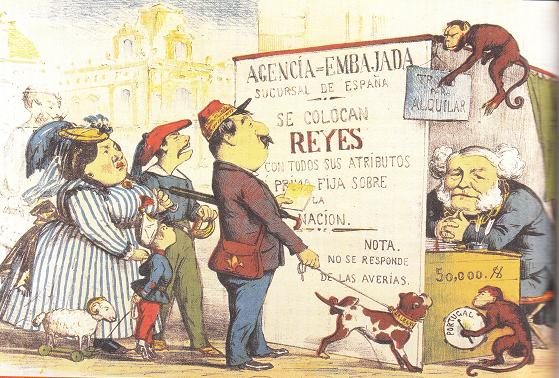 AGENCIA=EMBAJADA
SUCURSAL DE ESPAÑA
SE COLOCAN
REYES
CON TODOS SUS ATRIBUTOS
PRIMA FIJA SOBRE
LA
NACION.
NOTA.
NO SE RESPONDE
DE LAS AVERÍAS.
ALQUILAR
50,000.
PORTUGAL